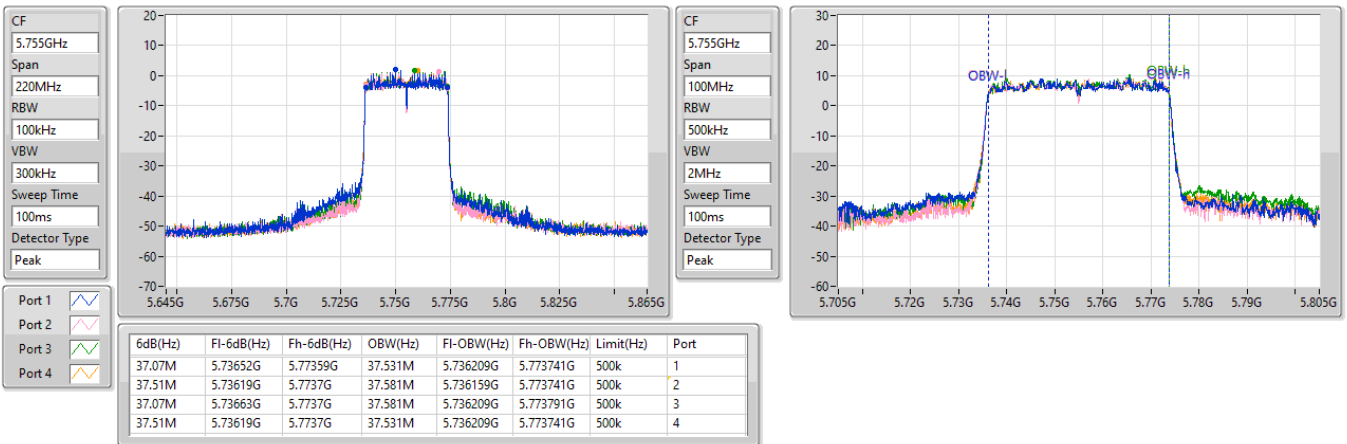 CF
5.755GHz
Span
220MHz
RBW
100kHz
VBW
300kHz
Sweep Time
100ms
Detector Type
Peak
20
10
0
-10
-20
-30
-40
-50
-60
-70
5.645G 5.675G 5.7G 5.725G 5.75G 5.775G 5.8G 5.825G 5.865G
CF
5.755GHz
Span
100MHz
RBW
500kHz
VBW
2MHz
Sweep Time
100ms
Detector Type
Peak
30
20
10
0
-10
-20
-30
-40
-50
-60
OBW-l
OBW-h
OBW-h
5.705G 5.72G 5.73G 5.74G 5.75G 5.76G 5.77G 5.78G 5.79G 5.805G
Port 1
Port 2
Port 3
Port 4
6dB(Hz) Fl-6dB(Hz) Fh-6dB(Hz) OBW(Hz) Fl-OBW(Hz) Fh-OBW(Hz) Limit(Hz) Port
37.07M 5.73652G 5.77359G 37.531M 5.736209G 5.773741G 500k 1
37.51M 5.73619G 5.7737G 37.581M 5.736159G 5.773741G 500k 2
37.07M 5.73663G 5.7737G 37.581M 5.736209G 5.773791G 500k 3
37.51M 5.73619G 5.7737G 37.531M 5.736209G 5.773741G 500k 4